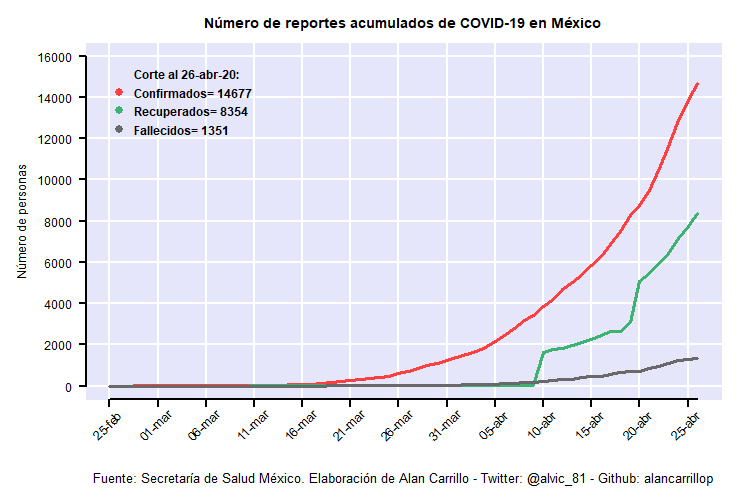 Número de reportes acumulados de COVID-19 en México
Corte al 26-abr-20:
Confirmados= 14677
Recuperados= 8354
Fallecidos= 1351
Número de personas
16000
14000
12000
10000
8000
6000
4000
2000
0
25-feb
01-mar
06-mar
11-mar
16-mar
21-mar
26-mar
31-mar
05-abr
10-abr
15-abr
20-abr
25-abr
Fuente: Secretaría de Salud México. Elaboración de Alan Carrillo - Twitter: @alvic_81 - Github: alancarrillop